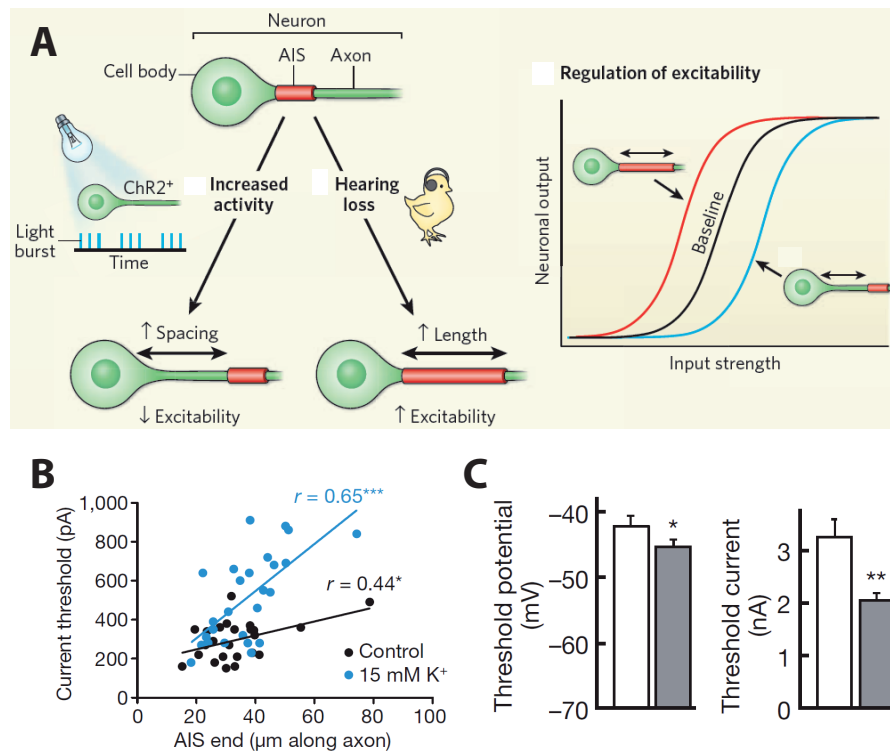 A
Neuron
AIS
Axon
Cell body
ChR2⁺
Light
burst
Time
Increased
activity
Hearing
loss
↑ Spacing
↓ Excitability
↑ Length
↑ Excitability
Regulation of excitability
Neuronal output
Baseline
Input strength
B
Current threshold (pA)
1,000
800
600
400
200
0
r = 0.65***
r = 0.44*
Control
15 mM K⁺
0
20
40
60
80
100
AIS end (μm along axon)
C
Threshold potential
(mV)
–40
–50
–60
–70
*
Threshold current
(nA)
3
2
1
0
**